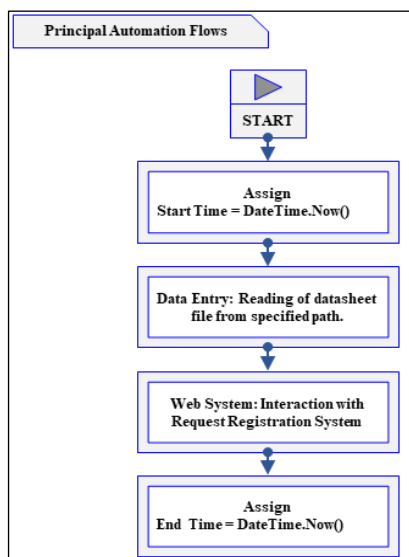 Principal Automation Flows
START
Assign
Start Time = DateTime.Now()
Data Entry: Reading of datasheet
file from specified path.
Web System: Interaction with
Request Registration System
Assign
End Time = DateTime.Now()